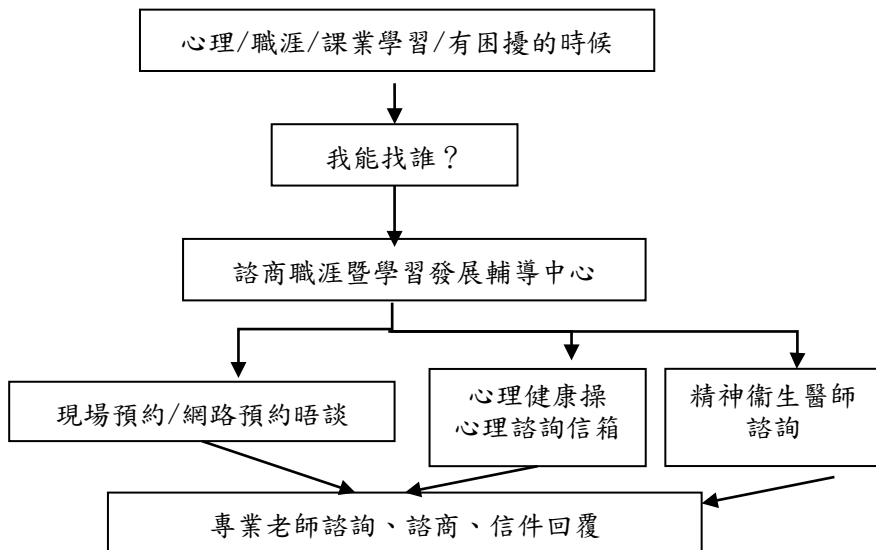 心理/職涯/課業學習/有困擾的時候
我能找誰？
諮商職涯暨學習發展輔導中心
現場預約/網路預約晤談
心理健康操
心理諮詢信箱
精神衞生醫師
諮詢
專業老師諮詢、諮商、信件回覆